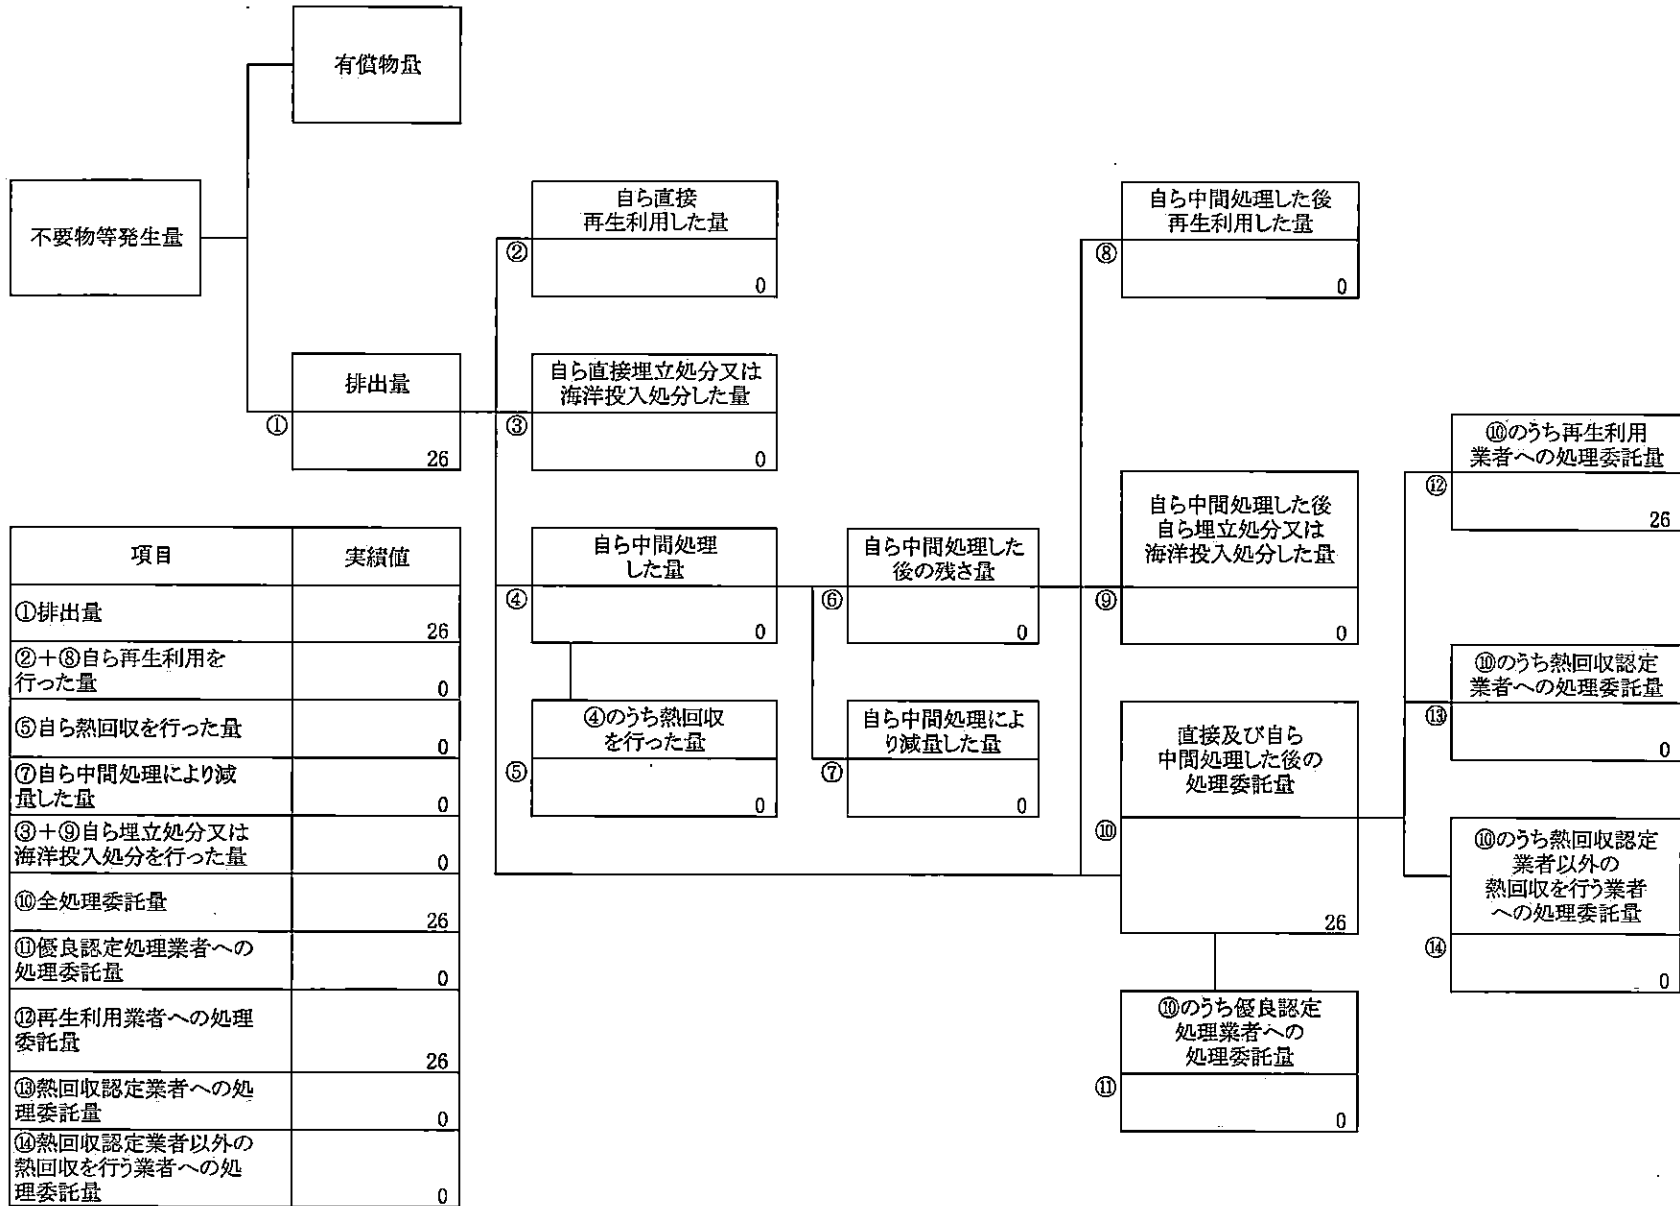 有償物量
不要物等発生量
自ら直接
再生利用した量
②
0
自ら中間処理した後
再生利用した量
⑧
0
排出量
①
26
自ら直接埋立処分又は
海洋投入処分した量
③
0
⑩のうち再生利用
業者への処理委託量
⑫
26
自ら中間処理
した量
④
0
自ら中間処理した
後の残さ量
⑥
0
自ら中間処理した後
自ら埋立処分又は
海洋投入処分した量
⑨
0
⑩のうち熱回収認定
業者への処理委託量
⑬
0
④のうち熱回収
を行った量
⑤
0
自ら中間処理によ
り減量した量
⑦
0
直接及び自ら
中間処理した後の
処理委託量
⑩
26
⑩のうち熱回収認定
業者以外の
熱回収を行う業者
への処理委託量
⑭
0
⑩のうち優良認定
処理業者への
処理委託量
⑪
0
項目 実績値
①排出量
26
②+⑧自ら再生利用を
行った量 0
⑤自ら熱回収を行った量
0
⑦自ら中間処理により減
量した量 0
③+⑨自ら埋立処分又は
海洋投入処分を行った量 0
⑩全処理委託量
26
⑪優良認定処理業者への
処理委託量 0
⑫再生利用業者への処理
委託量
26
⑬熱回収認定業者への処
理委託量 0
⑭熱回収認定業者以外の
熱回収を行う業者への処
理委託量 0